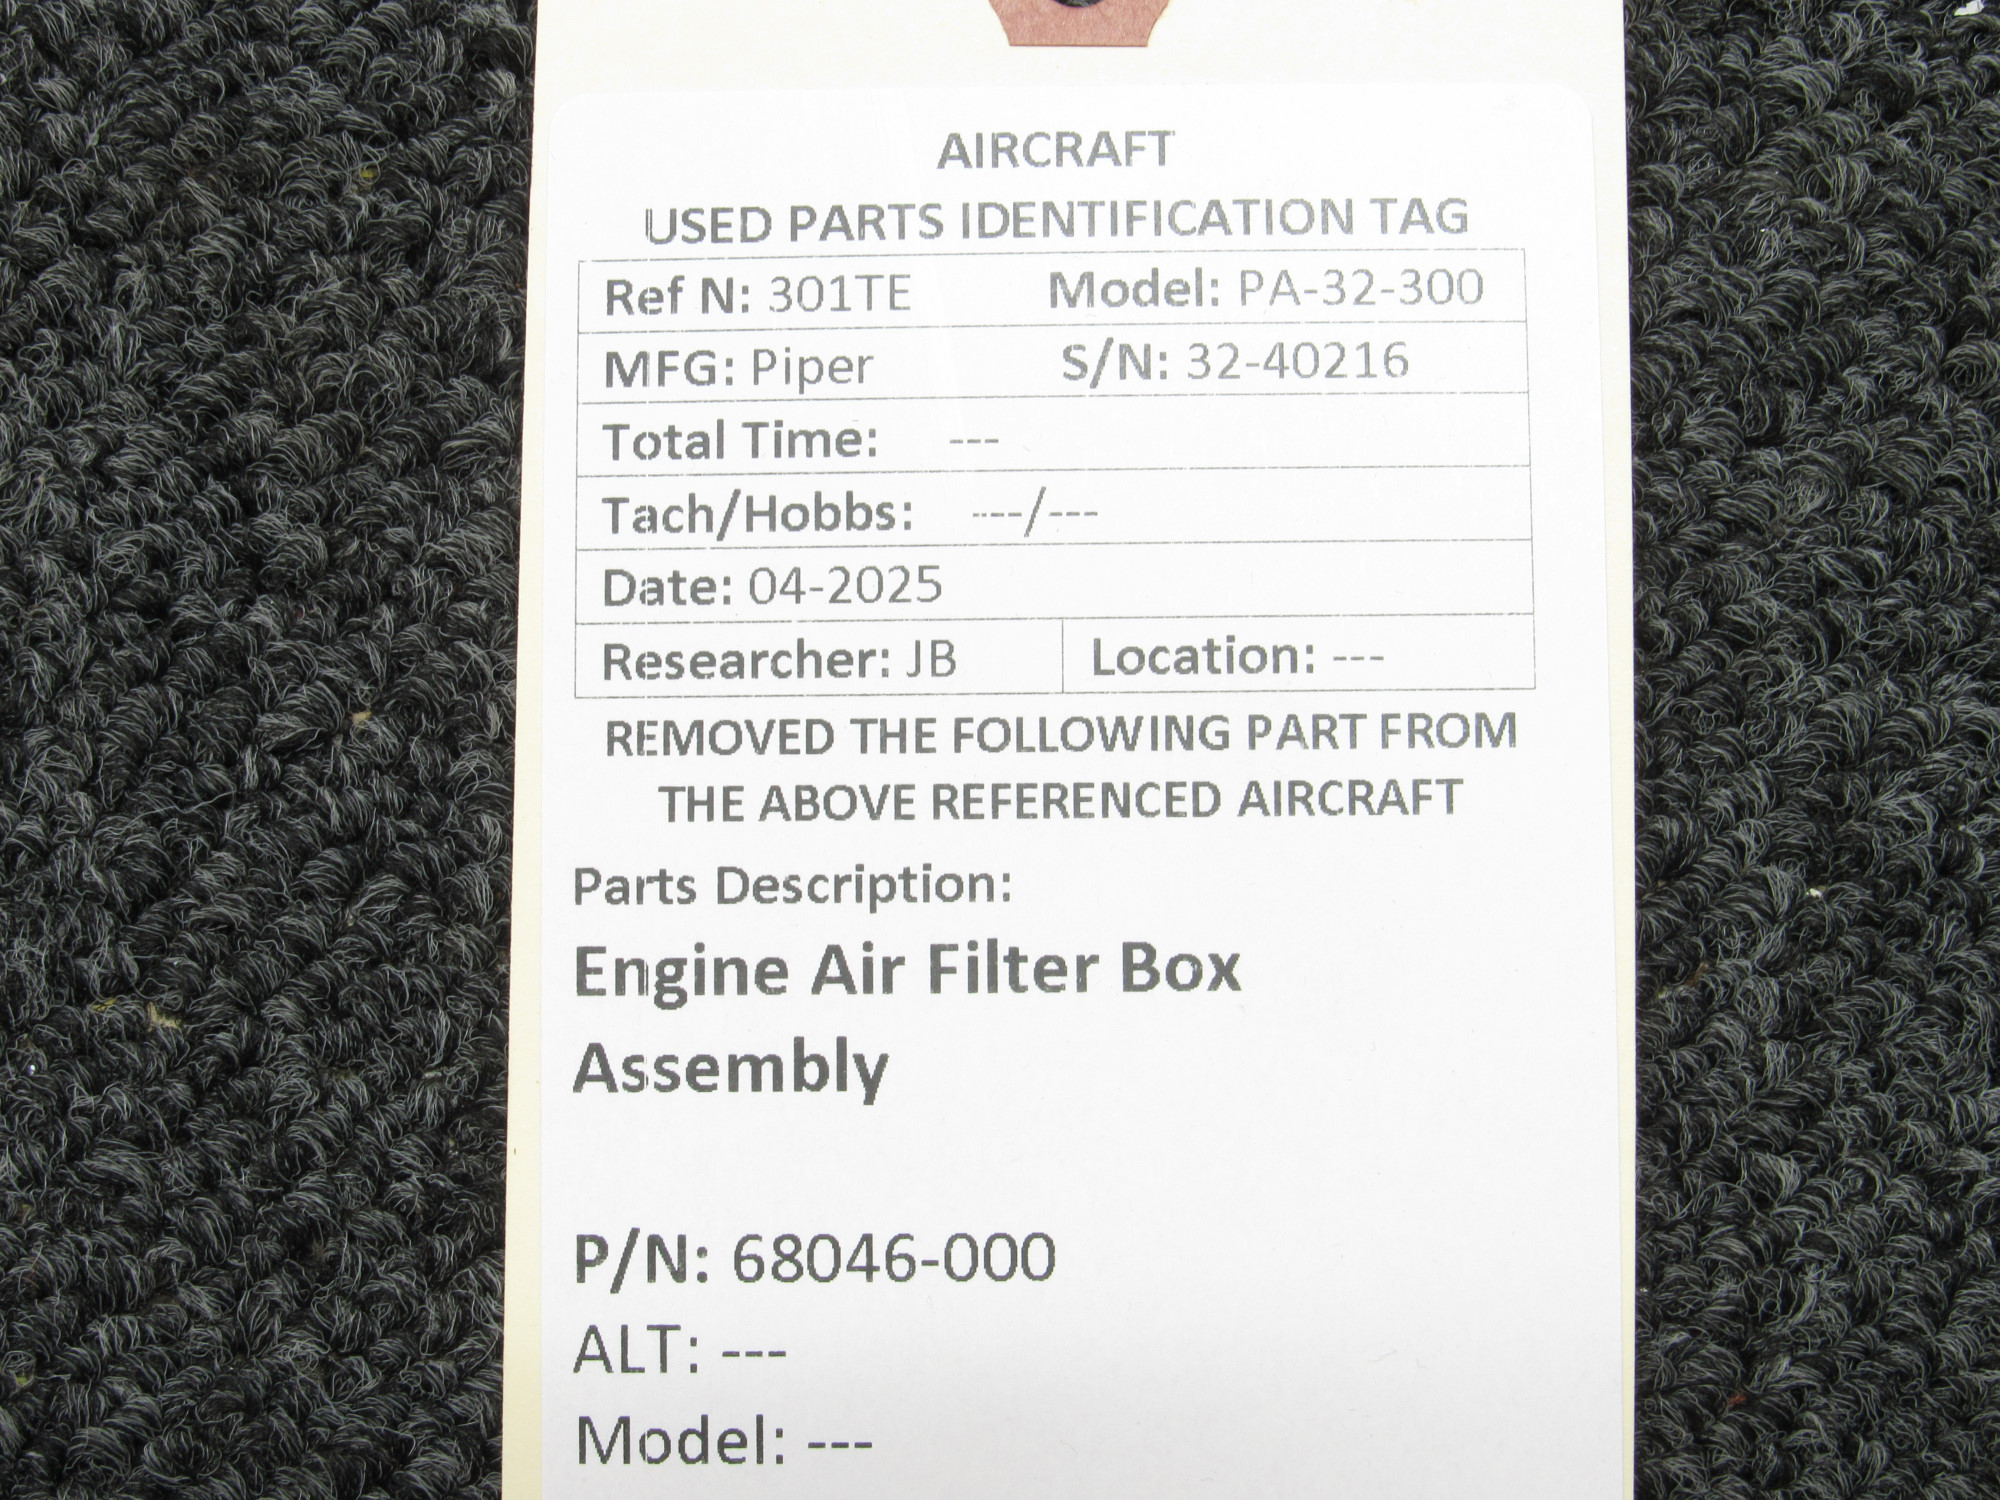 AIRCRAFT
USED PARTS IDENTIFICATION TAG
Ref N: 301TE Model: PA-32-300
MFG: Piper S/N: 32-40216
Total Time: ---
Tach/Hobbs: ----/---
Date: 04-2025
Researcher: JB Location: ---
REMOVED THE FOLLOWING PART FROM
THE ABOVE REFERENCED AIRCRAFT
Parts Description:
Engine Air Filter Box
Assembly
P/N: 68046-000
ALT: ---
Model: ---